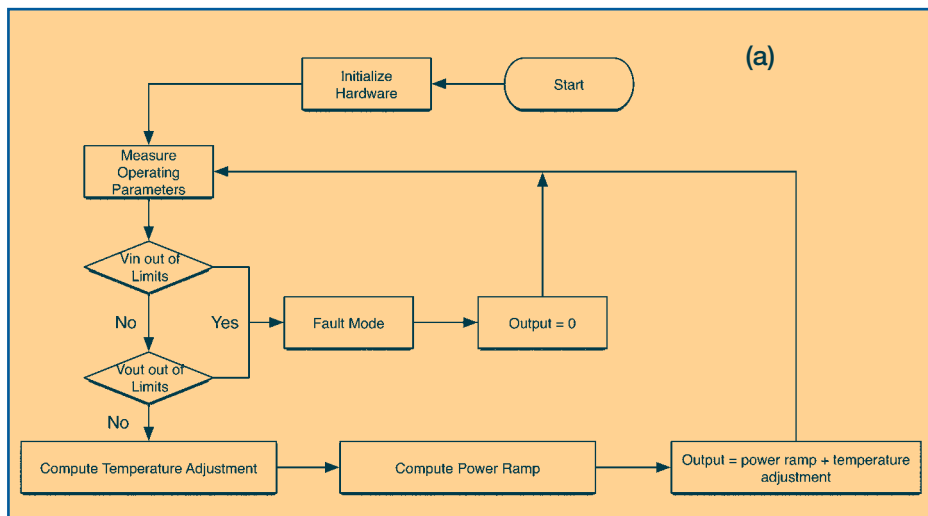 (a)
Initialize
Hardware
Start
Measure
Operating
Parameters
Vin out of
Limits
No
Yes
Fault Mode
Output = 0
Vout out of
Limits
No
Compute Temperature Adjustment
Compute Power Ramp
Output = power ramp + temperature
adjustment